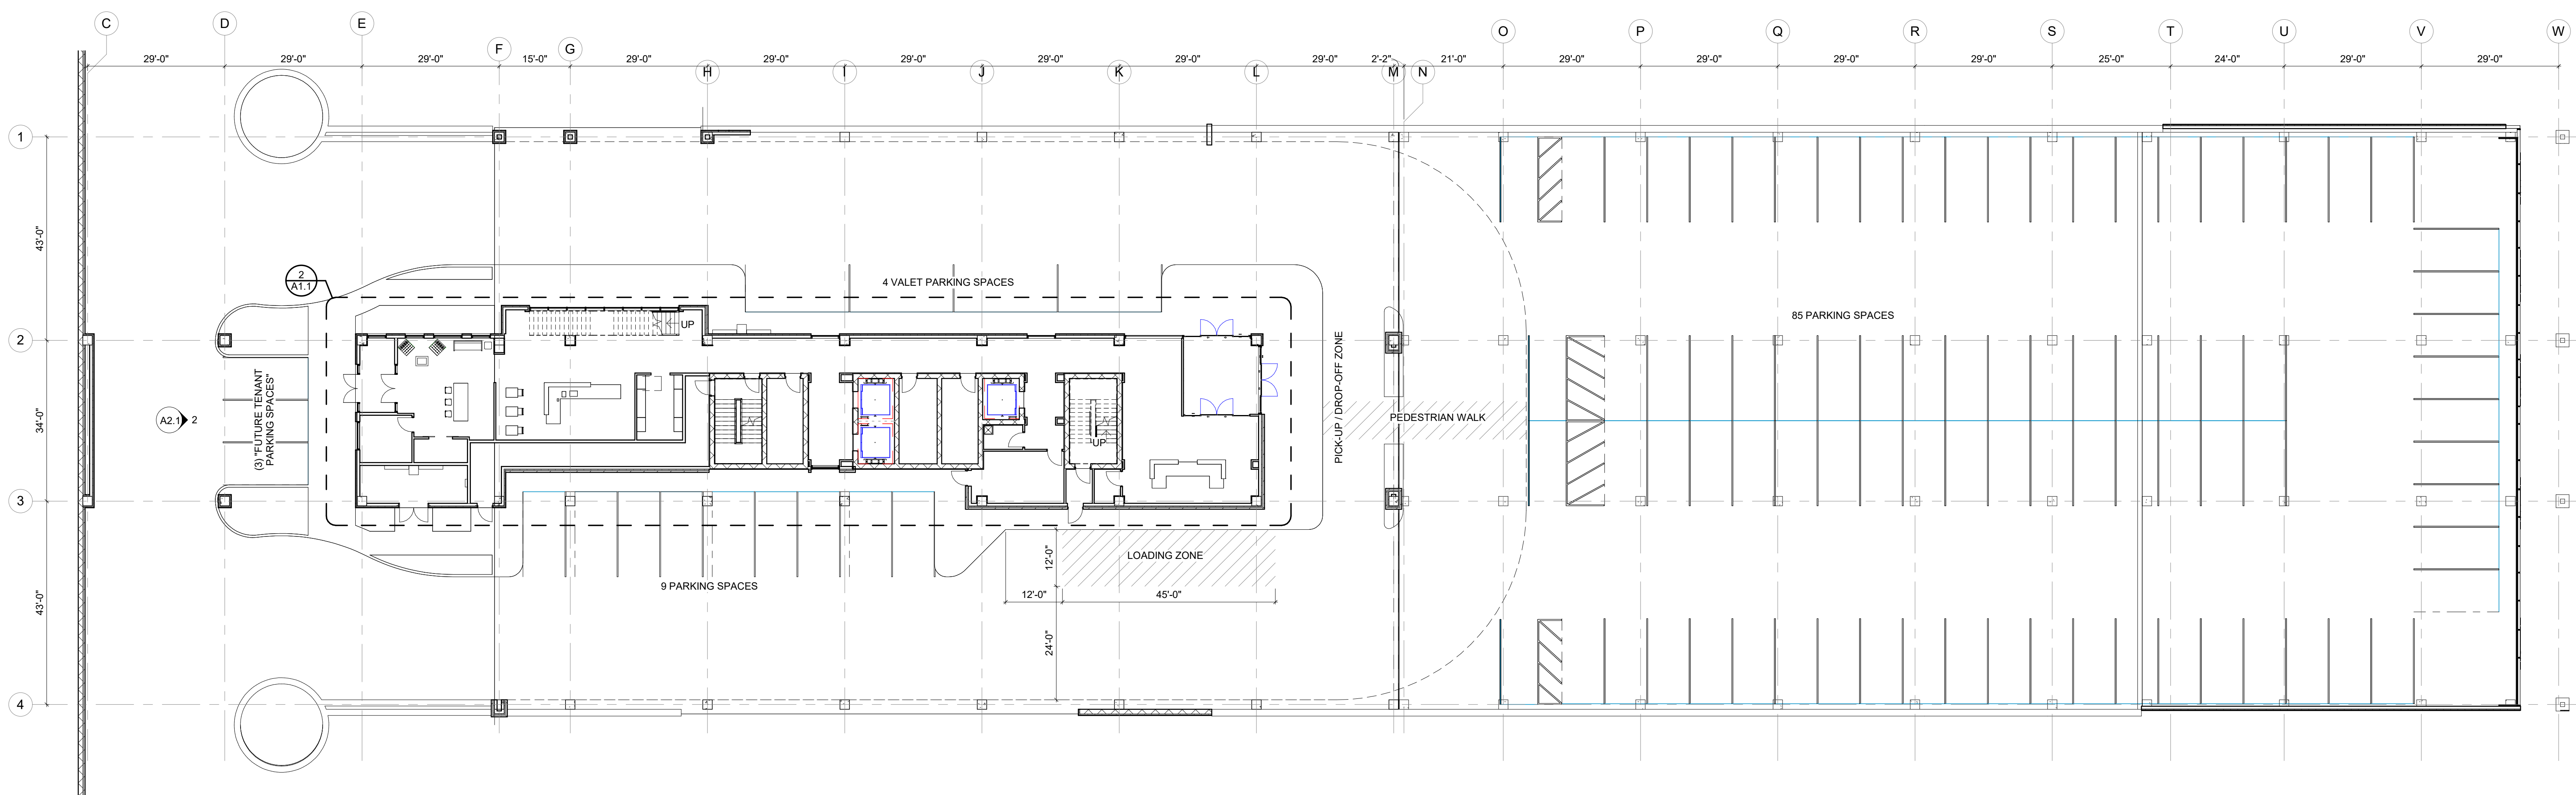 C
D
E
F
G
H
I
J
K
L
M
N
O
P
Q
R
S
T
U
V
W
29'-0"
29'-0"
29'-0"
15'-0"
29'-0"
29'-0"
29'-0"
29'-0"
29'-0"
29'-0"
2'-2"
21'-0"
29'-0"
29'-0"
29'-0"
29'-0"
25'-0"
24'-0"
29'-0"
29'-0"
1
43'-0"
2
A1.1
4 VALET PARKING SPACES
85 PARKING SPACES
UP
2
PICK-UP / DROP-OFF ZONE
(3) "FUTURE TENANT
PARKING SPACES"
34'-0"
A2.1
2
PEDESTRIAN WALK
UP
3
LOADING ZONE
12'-0"
9 PARKING SPACES
12'-0"
45'-0"
43'-0"
24'-0"
4